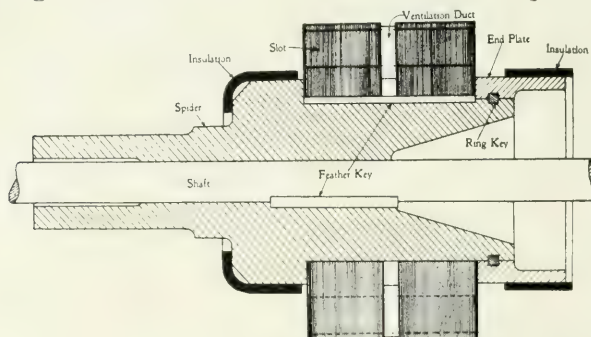 Ventilation Duct
Slot
End Plate
Insulation
Insulation
Spider
Ring Key
Feather Key
Shaft